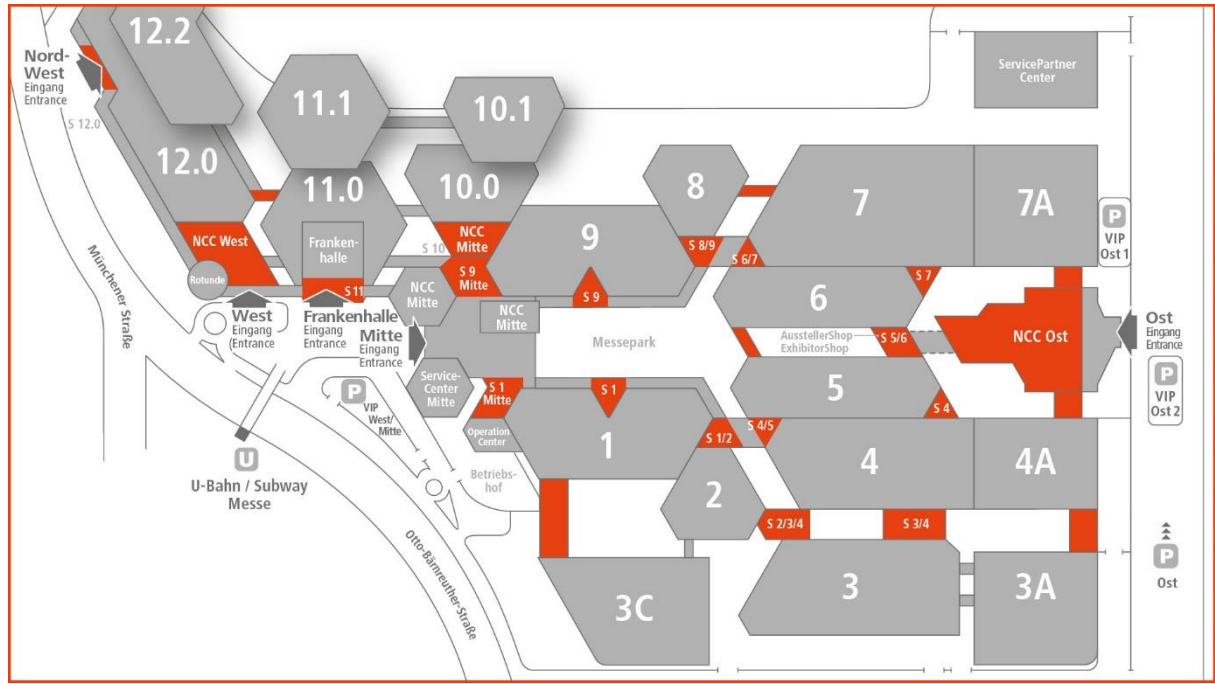 12.2
Nord-
West
Eingang
Entrance
S 12.0
12.0
11.1
10.1
11.0
10.0
NCC West
Franken-
halle
S 10
NCC
Mitte
9
8
S 8/9
S 6/7
7
7A
ServicePartner
Center
P
VIP
Ost 1
Rotunde
S 11
NCC
Mitte
S 9
Mitte
S 9
NCC
Mitte
6
S 7
Münchener Straße
West
Eingang
Entrance
Frankenhalle
Eingang
Entrance
Mitte
Eingang
Entrance
Messepark
AusstellerShop
ExhibitorShop
S 5/6
NCC Ost
Ost
Eingang
Entrance
P
VIP
Ost 2
Service-
Center
Mitte
S 1
Mitte
S 1
5
S 4
P
VIP
West/
Mitte
Operation
Center
1
S 1/2
S 4/5
4
4A
U
U-Bahn / Subway
Messe
Betriebs-
hof
2
S 2/3/4
S 3/4
Otto-Bärnreuther-Straße
3C
3
3A
P
Ost